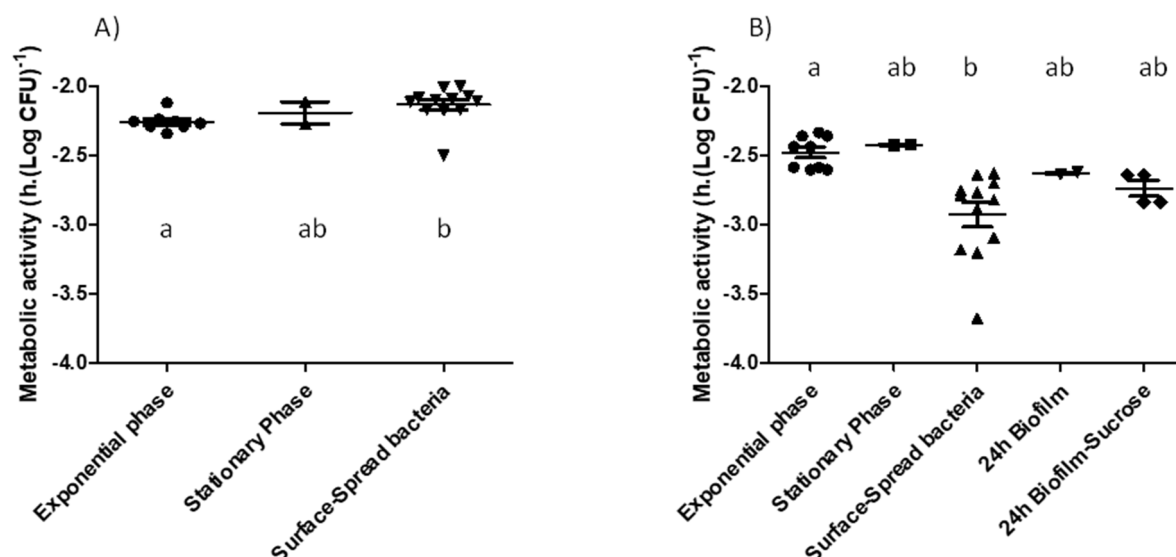 A)
Metabolic activity (h.(Log CFU)-1)
-2.0
-2.5
-3.0
-3.5
-4.0
a
ab
b
Exponential phase
Stationary Phase
Surface-Spread bacteria
B)
Metabolic activity (h.(Log CFU)-1)
a
ab
b
ab
ab
-2.0
-2.5
-3.0
-3.5
-4.0
Exponential phase
Stationary Phase
Surface-Spread bacteria
24h Biofilm
24h Biofilm-Sucrose